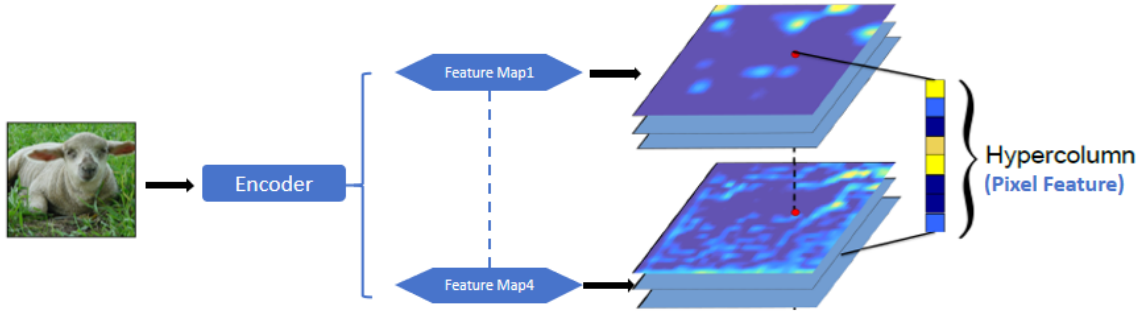 Feature Map1
Encoder
Hypercolumn
(Pixel Feature)
Feature Map4